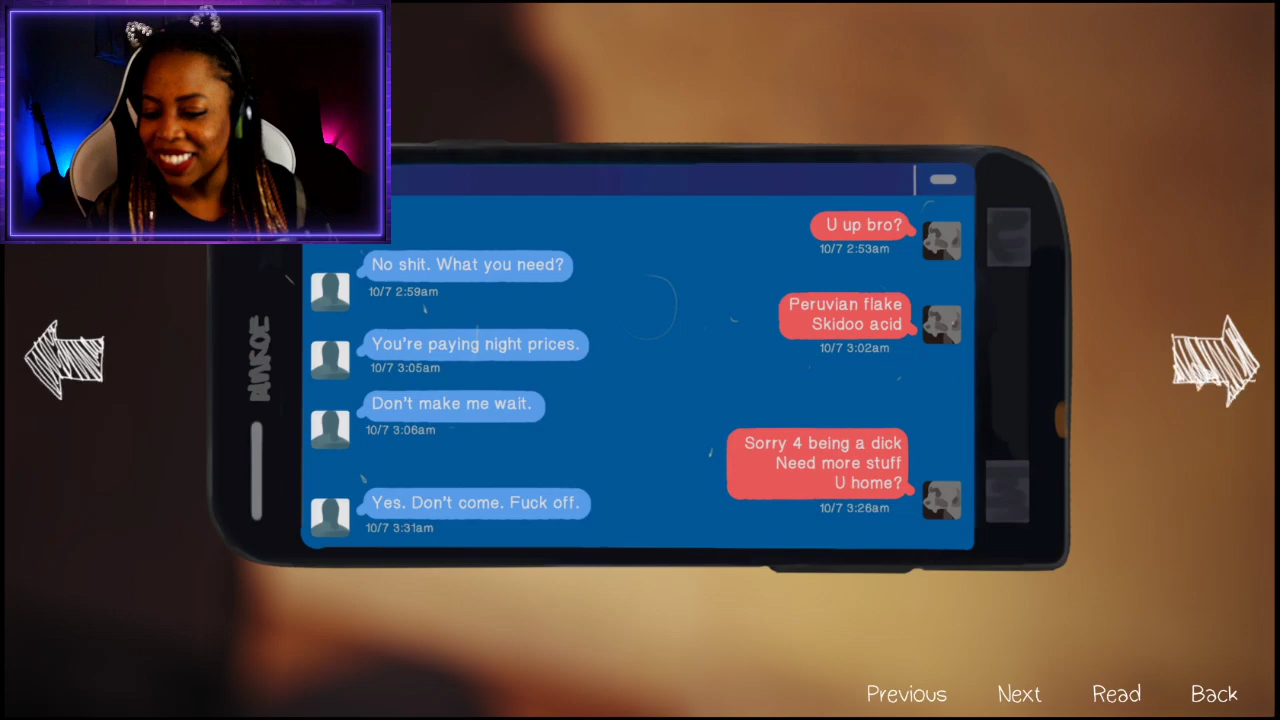 U up bro?
10/7 2:53am
No shit. What you need?
10/7 2:59am
Peruvian flake
Skidoo acid
10/7 3:02am
You're paying night prices.
10/7 3:05am
Don't make me wait.
10/7 3:06am
Sorry 4 being a dick
Need more stuff
U home?
10/7 3:26am
Yes. Don't come. Fuck off.
10/7 3:31am
Previous Next Read Back